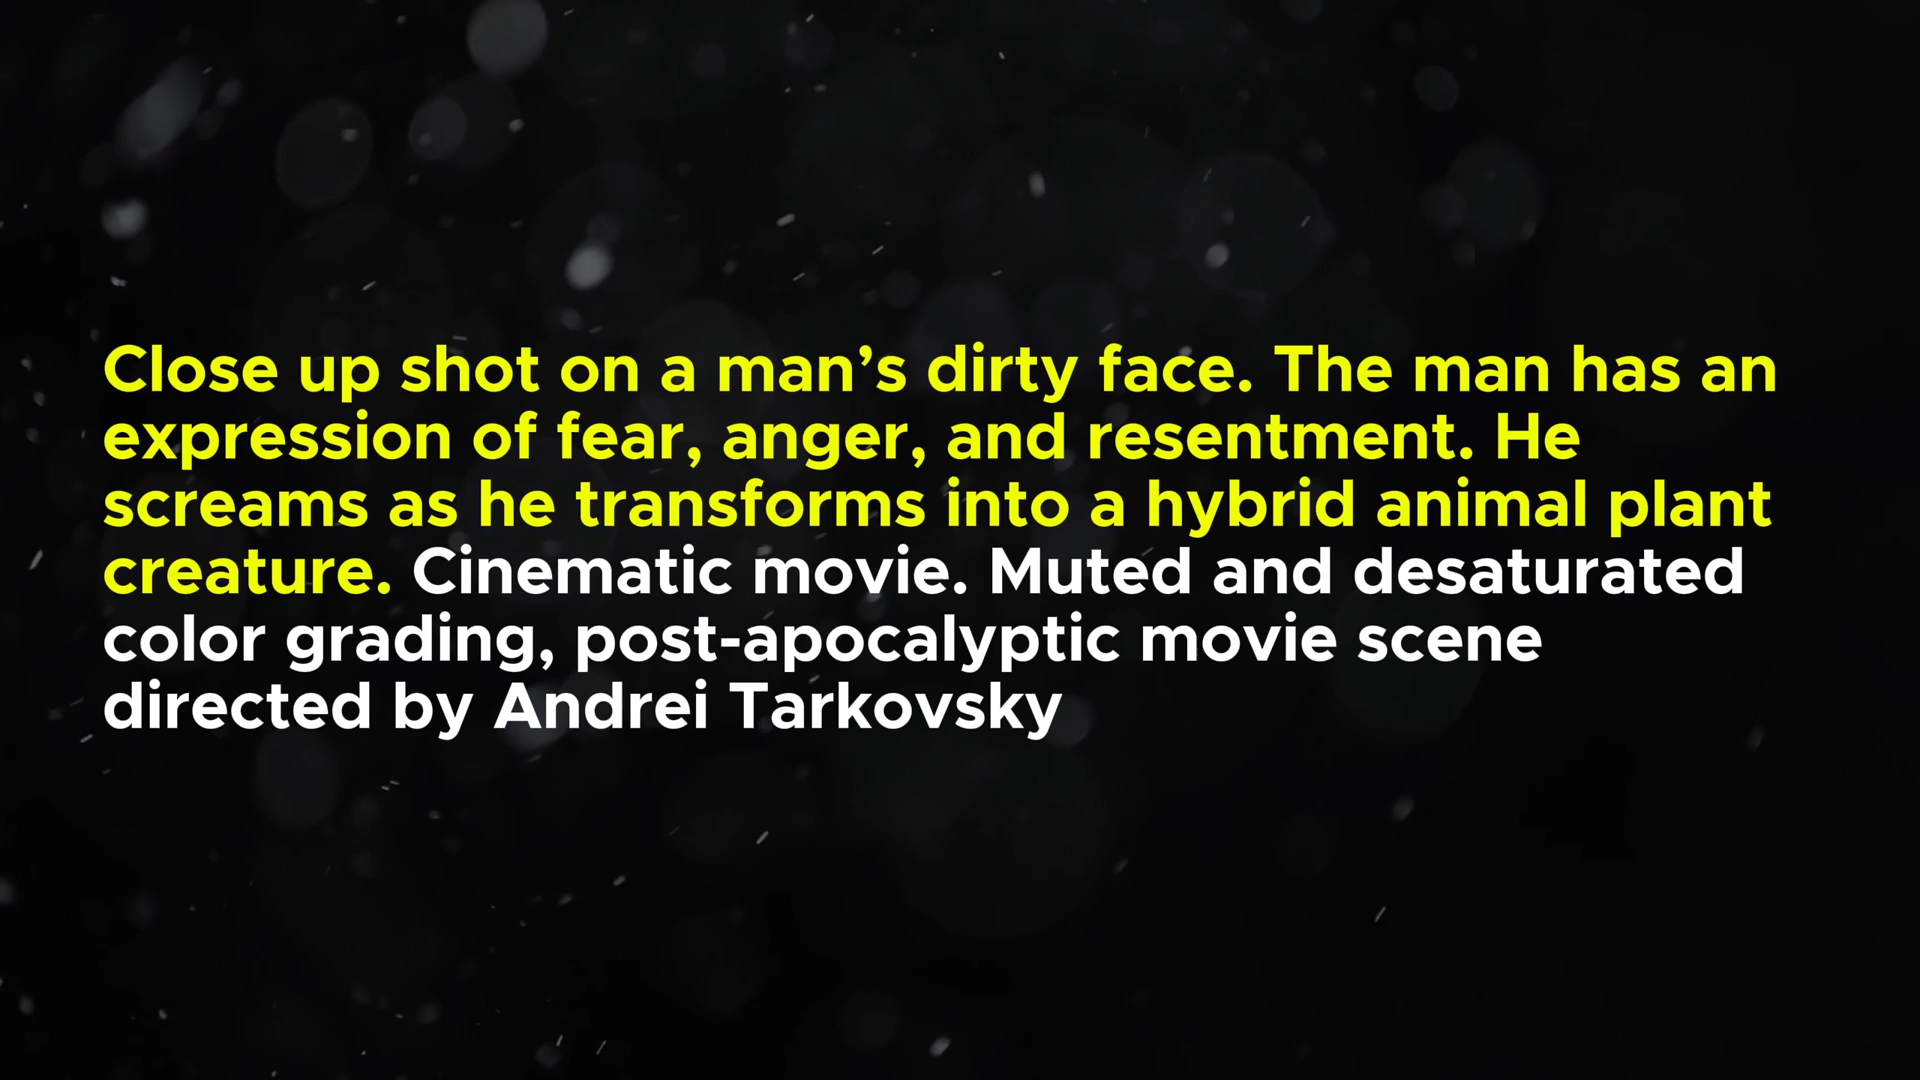 Close up shot on a man’s dirty face. The man has an
expression of fear, anger, and resentment. He
screams as he transforms into a hybrid animal plant
creature. Cinematic movie. Muted and desaturated
color grading, post-apocalyptic movie scene
directed by Andrei Tarkovsky